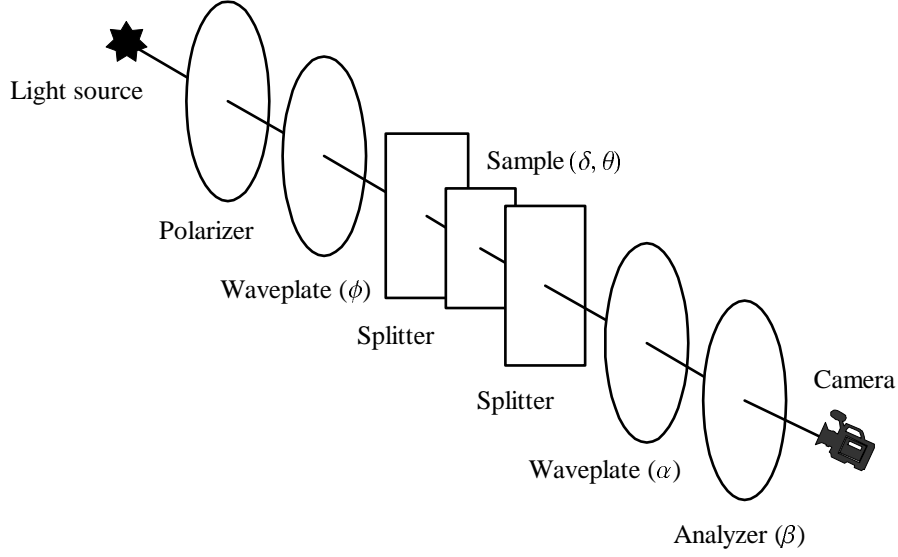 Light source
Polarizer
Waveplate (ϕ)
Splitter
Sample (δ, θ)
Splitter
Waveplate (α)
Analyzer (β)
Camera